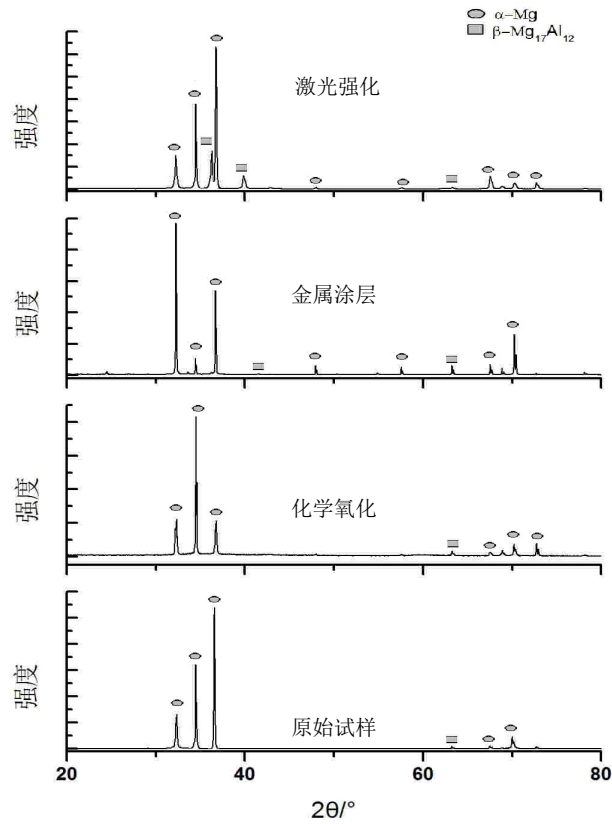 α-Mg
β-Mg17Al12
强度
激光强化
强度
金属涂层
强度
化学氧化
强度
原始试样
20 40 60 80
2θ/°